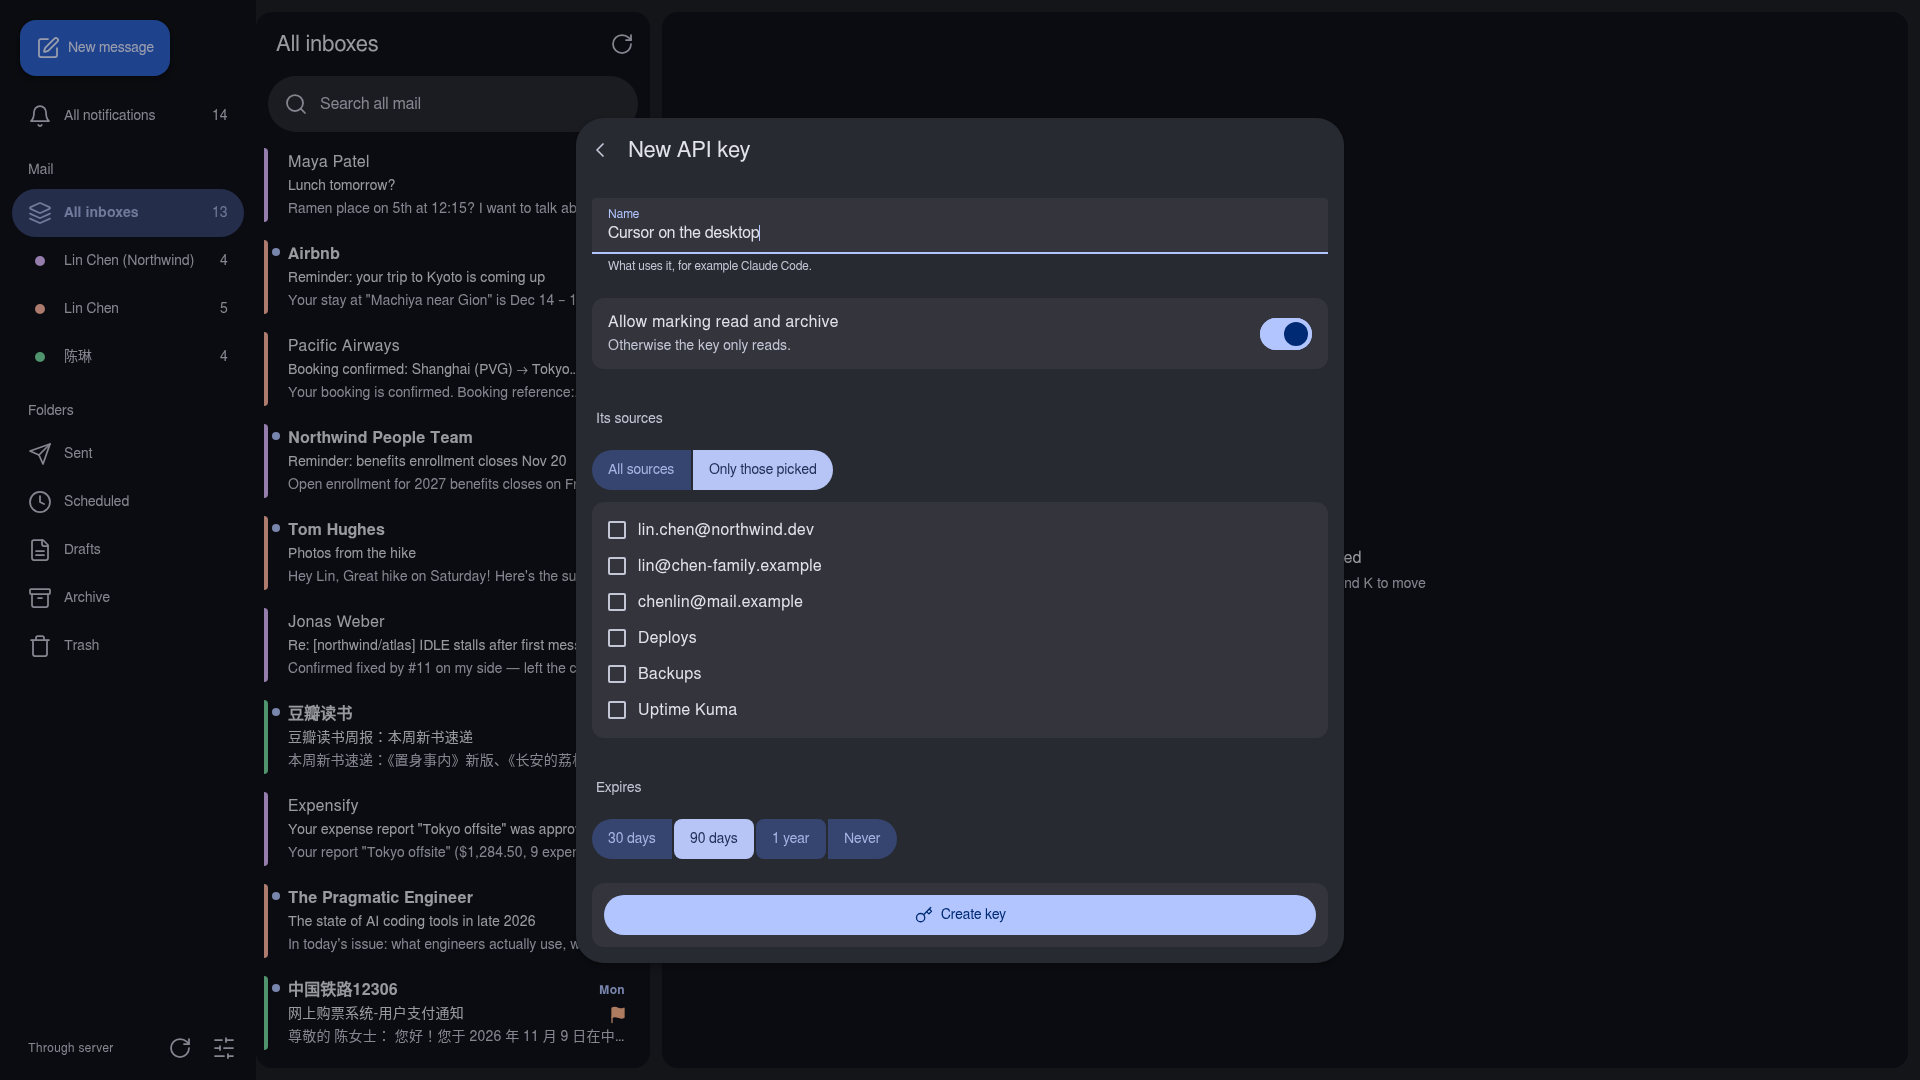 New message
All notifications 14
Mail
All inboxes 13
Lin Chen (Northwind) 4
Lin Chen 5
陈琳 4
Folders
Sent
Scheduled
Drafts
Archive
Trash
Through server
All inboxes
Search all mail
Maya Patel
Lunch tomorrow?
Ramen place on 5th at 12:15? I want to talk ab
Airbnb
Reminder: your trip to Kyoto is coming up
Your stay at "Machiya near Gion" is Dec 14 – 1
Pacific Airways
Booking confirmed: Shanghai (PVG) → Tokyo...
Your booking is confirmed. Booking reference:
Northwind People Team
Reminder: benefits enrollment closes Nov 20
Open enrollment for 2027 benefits closes on Fr
Tom Hughes
Photos from the hike
Hey Lin, Great hike on Saturday! Here's the su
Jonas Weber
Re: [northwind/atlas] IDLE stalls after first mes
Confirmed fixed by #11 on my side — left the c
豆瓣读书
豆瓣读书周报：本周新书速递
本周新书速递：《置身事内》新版、《长安的荔枝
Expensify
Your expense report "Tokyo offsite" was appro
Your report "Tokyo offsite" ($1,284.50, 9 exper
The Pragmatic Engineer
The state of AI coding tools in late 2026
In today's issue: what engineers actually use, w
中国铁路12306 Mon
网上购票系统-用户支付通知
尊敬的 陈女士： 您好！您于 2026 年 11 月 9 日在中...
New API key
Name
Cursor on the desktop
What uses it, for example Claude Code.
Allow marking read and archive
Otherwise the key only reads.
Its sources
All sources Only those picked
lin.chen@northwind.dev
lin@chen-family.example
chenlin@mail.example
Deploys
Backups
Uptime Kuma
Expires
30 days 90 days 1 year Never
Create key
ed
nd K to move